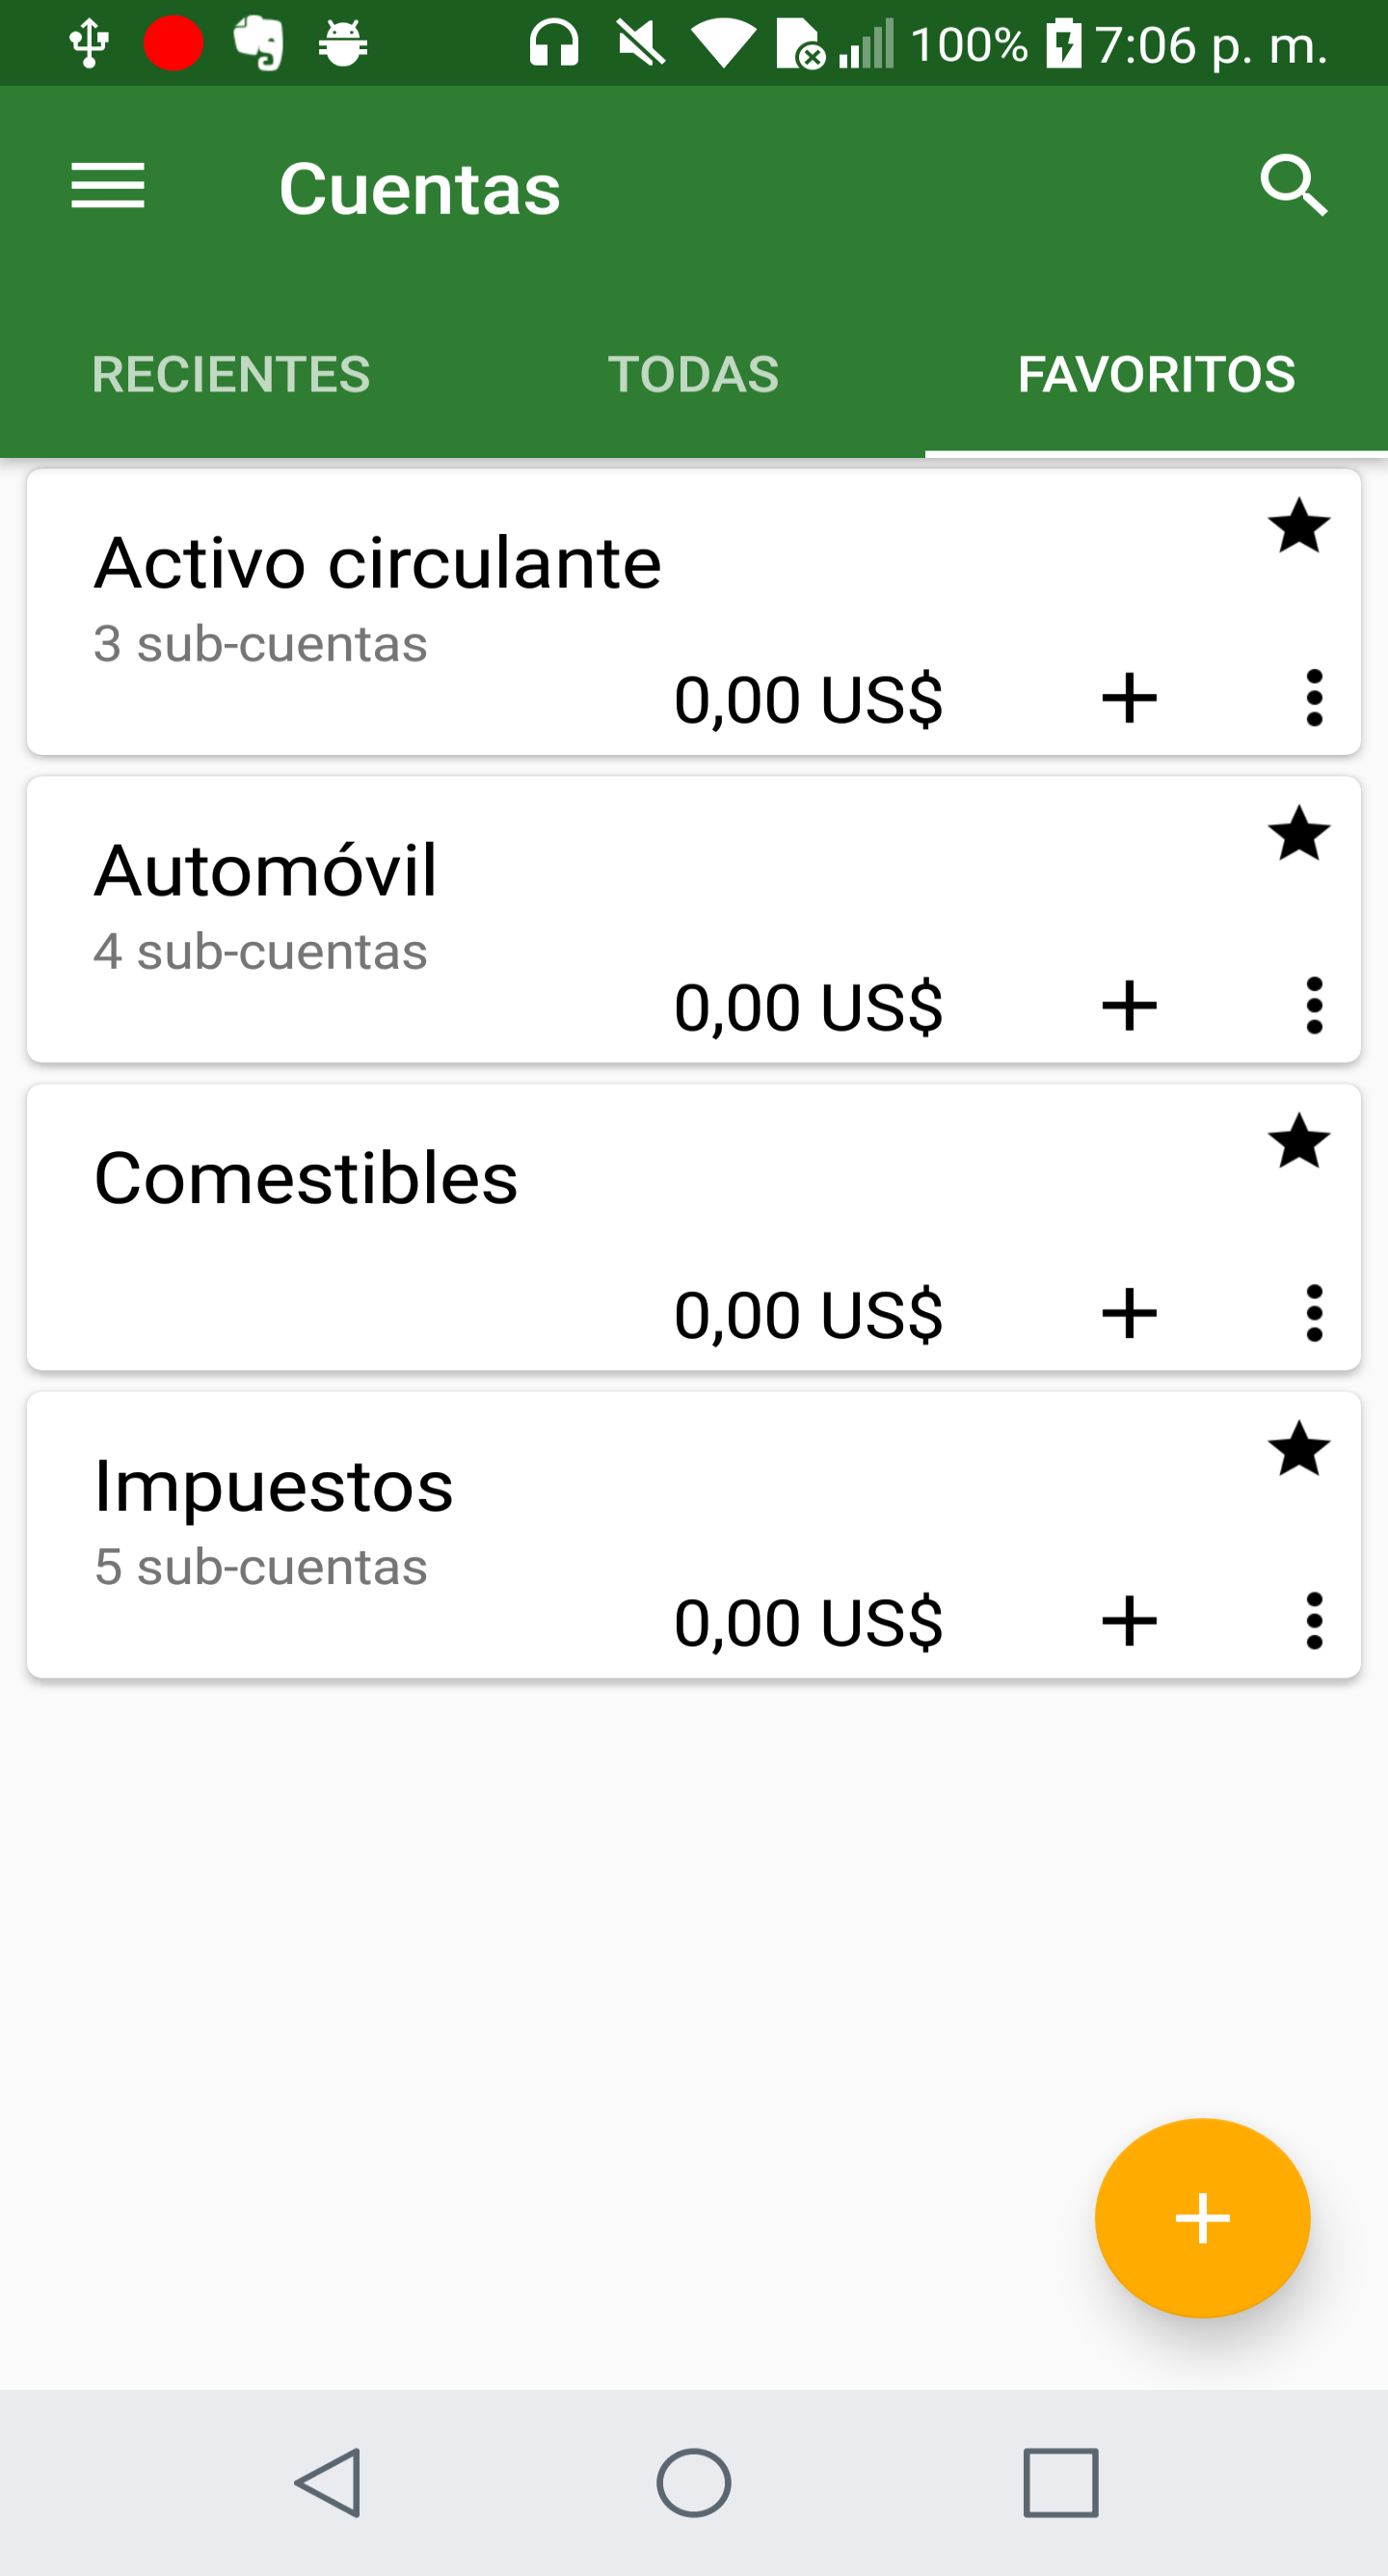 100% 7:06 p. m.
Cuentas
RECIENTES TODAS FAVORITOS
Activo circulante
3 sub-cuentas
0,00 US$
Automóvil
4 sub-cuentas
0,00 US$
Comestibles
0,00 US$
Impuestos
5 sub-cuentas
0,00 US$